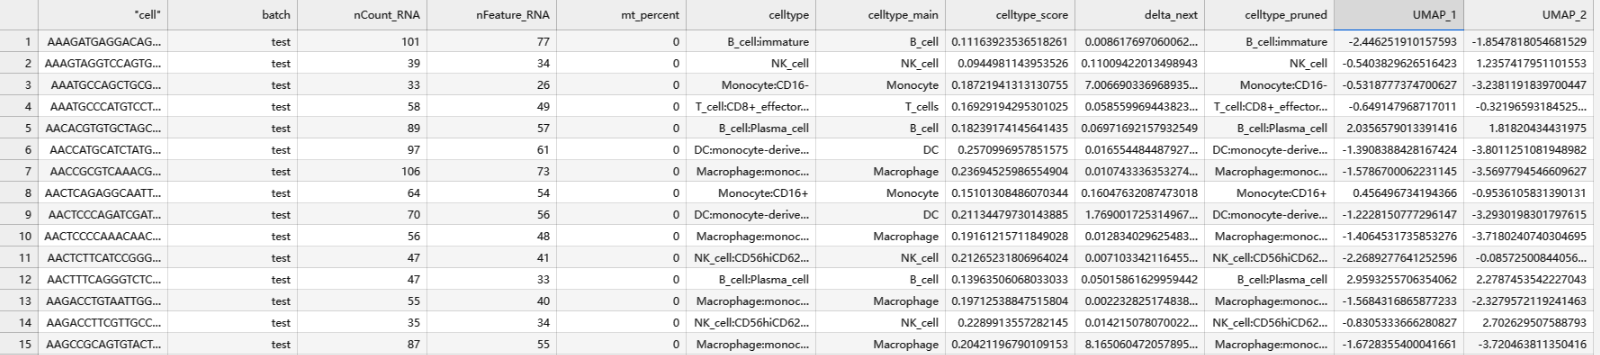 "cell" batch nCount_RNA nFeature_RNA mt_percent celltype celltype_main celltype_score delta_next celltype_pruned UMAP_1 UMAP_2
1 AAAGATGAGGACAG... test 101 77 0 B_cell:immature B_cell 0.11163923536518261 0.008617697060062... B_cell:immature -2.446251910157593 -1.8547818054681529
2 AAAGTAGGTCCAGTG... test 39 34 0 NK_cell NK_cell 0.0944981143953526 0.11009422013498943 NK_cell -0.5403829626516423 1.2357417951101553
3 AAATGCCAGCTGCG... test 33 26 0 Monocyte:CD16- Monocyte 0.18721941313130755 7.006690336968935... Monocyte:CD16- -0.5318777374700627 -3.2381191839700447
4 AAATGCCCATGTCCT... test 58 49 0 T_cell:CD8+_effector... T_cells 0.16929194295301025 0.058559969443823... T_cell:CD8+_effector... -0.649147968717011 -0.32196593184525...
5 AACACGTGTGCTAGC... test 89 57 0 B_cell:Plasma_cell B_cell 0.18239174145641435 0.06971692157932549 B_cell:Plasma_cell 2.0356579013391416 1.81820434431975
6 AACCATGCATCTATG... test 97 61 0 DC:monocyte-derive... DC 0.2570996957851575 0.016554484487927... DC:monocyte-derive... -1.3908388428167424 -3.8011251081948982
7 AACCGCGTCAAACG... test 106 73 0 Macrophage:monoc... Macrophage 0.23694525986554904 0.010743336353274... Macrophage:monoc... -1.5786700062231145 -3.5697794546609627
8 AACTCAGAGGCAATT... test 64 54 0 Monocyte:CD16+ Monocyte 0.15101308486070344 0.16047632087473018 Monocyte:CD16+ 0.456496734194366 -0.9536105831390131
9 AACTCCCAGATCGAT... test 70 56 0 DC:monocyte-derive... DC 0.21134479730143885 1.769001725314967... DC:monocyte-derive... -1.2228150777296147 -3.2930198301797615
10 AACTCCCCAAACAAC... test 56 48 0 Macrophage:monoc... Macrophage 0.19161215711849028 0.012834029625483... Macrophage:monoc... -1.4064531735853276 -3.7180240740304695
11 AACTCTTCATCCGGG... test 47 41 0 NK_cell:CD56hiCD62... NK_cell 0.21265231806964024 0.007103342116455... NK_cell:CD56hiCD62... -2.2689277641252596 -0.08572500844056...
12 AACTTTCAGGGTCTC... test 47 33 0 B_cell:Plasma_cell B_cell 0.13963506068033033 0.05015861629959442 B_cell:Plasma_cell 2.9593255706354062 2.2787453542227043
13 AAGACCTGTAATTGG... test 55 40 0 Macrophage:monoc... Macrophage 0.19712538847515804 0.002232825174838... Macrophage:monoc... -1.5684316865877233 -2.3279572119241463
14 AAGACCTTCGTTGCC... test 35 34 0 NK_cell:CD56hiCD62... NK_cell 0.2289913557282145 0.014215078070022... NK_cell:CD56hiCD62... -0.8305333666280827 2.702629507588793
15 AAGCCGCAGTGTACT... test 87 55 0 Macrophage:monoc... Macrophage 0.20421196790109153 8.165060472057895... Macrophage:monoc... -1.6728355400041661 -3.720463811350416